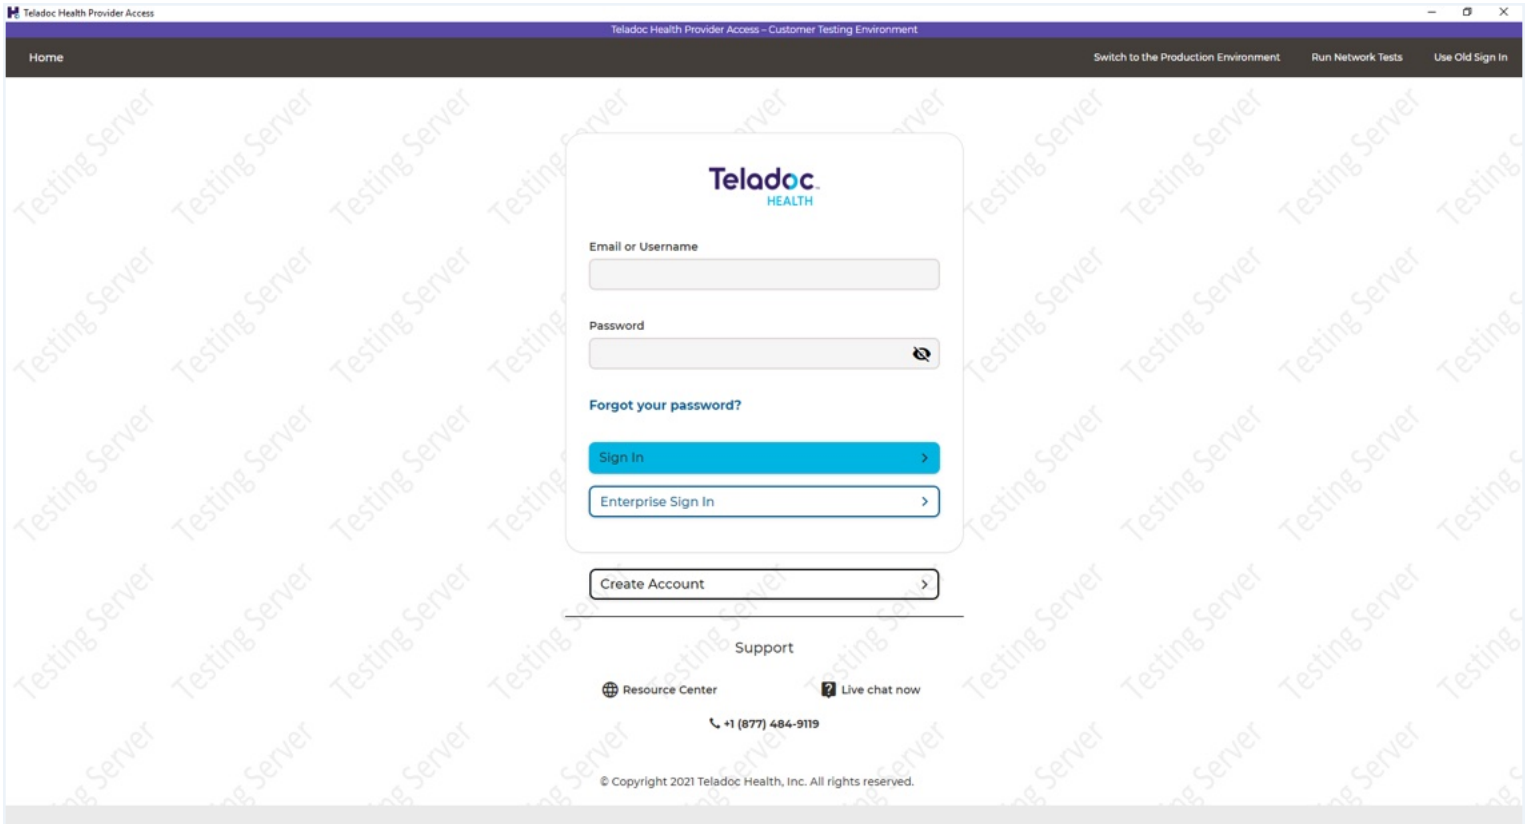 Teladoc Health Provider Access
Teladoc Health Provider Access – Customer Testing Environment
Home
Switch to the Production Environment
Run Network Tests
Use Old Sign In
Teladoc
HEALTH
Email or Username
Password
Forgot your password?
Sign In
Enterprise Sign In
Create Account
Support
Resource Center
Live chat now
+1 (877) 484-9119
© Copyright 2021 Teladoc Health, Inc. All rights reserved.
Testing Server